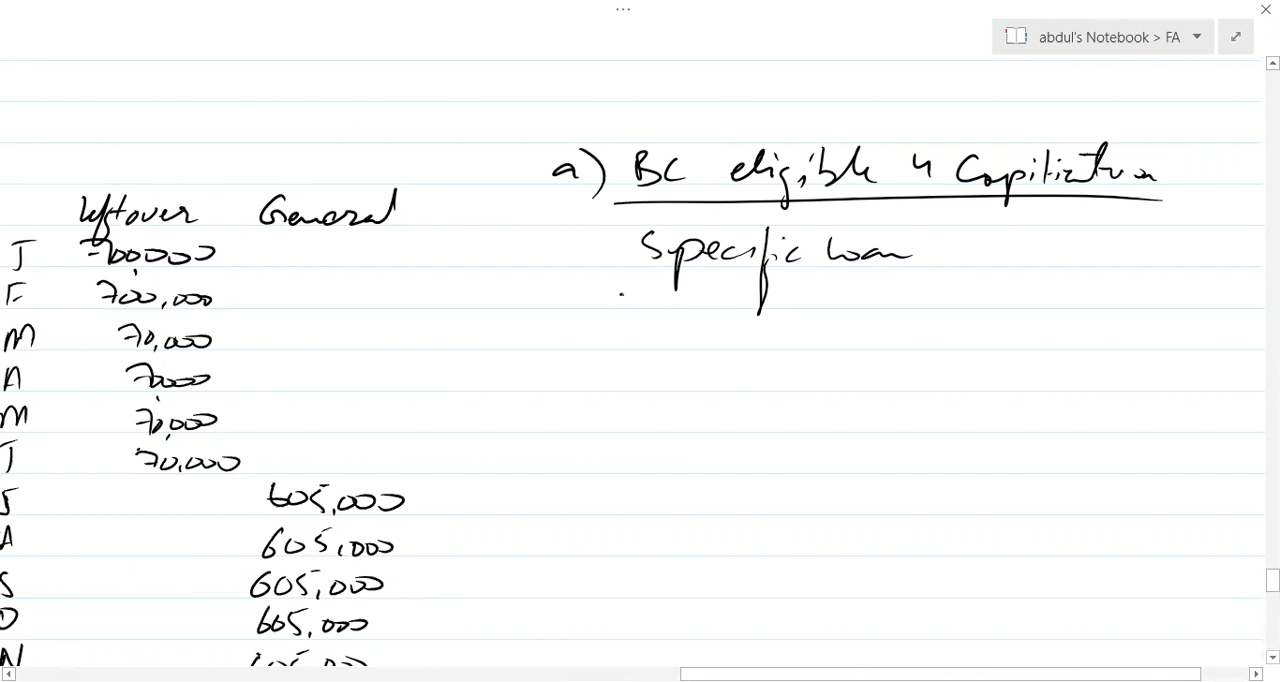 abdul's Notebook > FA
a) BC eligible 4 Capiliztion
Leftover General
Specific loan
J 700,000
F 700,000
M 70,000
A 70,000
M 70,000
J 70,000
J 605,000
A 605,000
S 605,000
O 605,000
N